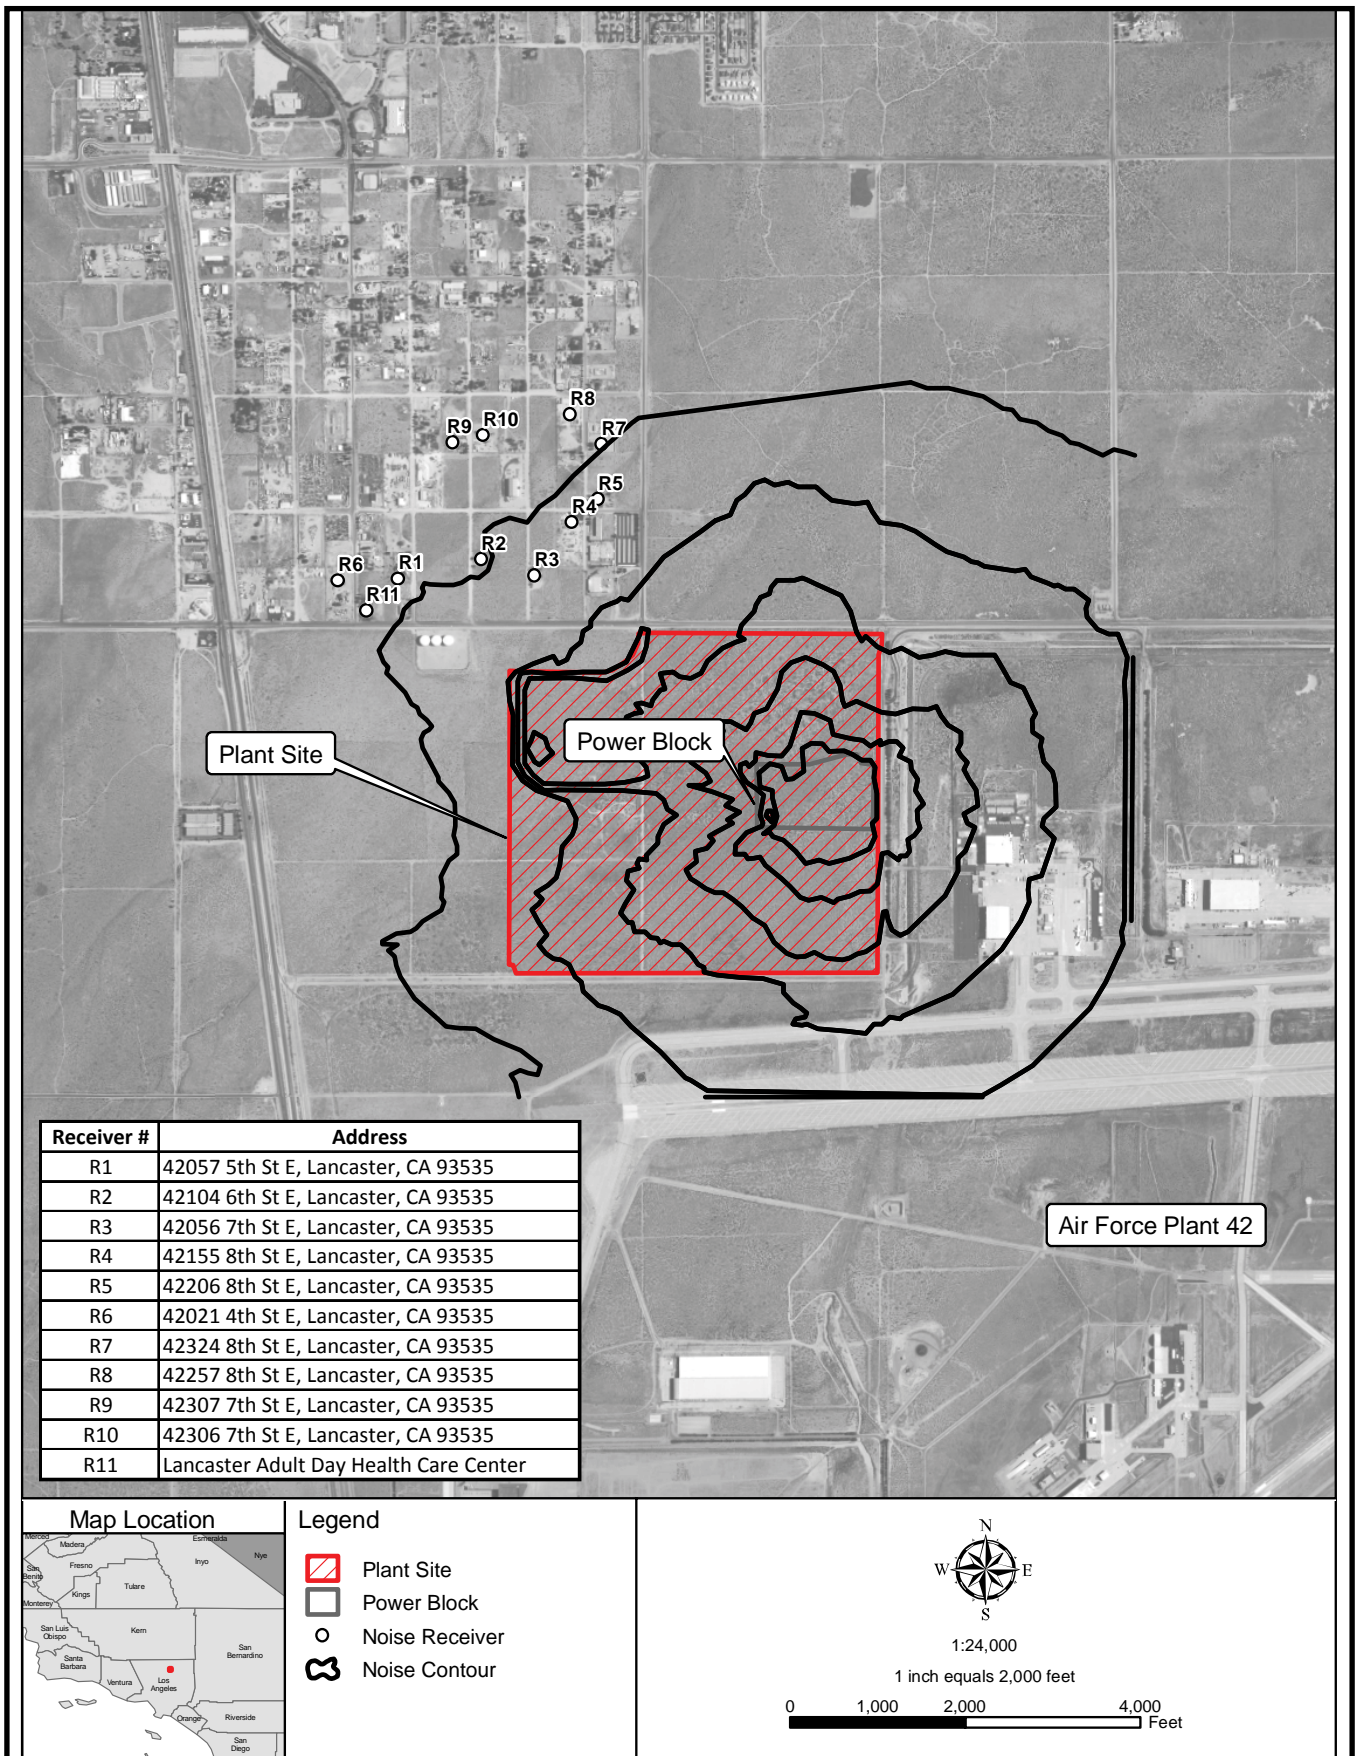 R8
R10
R9
R7
R5
R4
R2
R3
R1
R6
R11
Power Block
Plant Site
Receiver # Address
R1 42057 5th St E, Lancaster, CA 93535
R2 42104 6th St E, Lancaster, CA 93535
R3 42056 7th St E, Lancaster, CA 93535
R4 42155 8th St E, Lancaster, CA 93535
R5 42206 8th St E, Lancaster, CA 93535
R6 42021 4th St E, Lancaster, CA 93535
R7 42324 8th St E, Lancaster, CA 93535
R8 42257 8th St E, Lancaster, CA 93535
R9 42307 7th St E, Lancaster, CA 93535
R10 42306 7th St E, Lancaster, CA 93535
R11 Lancaster Adult Day Health Care Center
Air Force Plant 42
Map Location
Merced
Madera
Esmeralda
Nye
Inyo
Fresno
San
Benito
Tulare
Kings
Monterey
San Luis
Obispo
Kern
San
Bernardino
Santa
Barbara
Ventura
Los
Angeles
Orange
Riverside
San
Diego
Legend
Plant Site
Power Block
Noise Receiver
Noise Contour
N
W E
S
1:24,000
1 inch equals 2,000 feet
0 1,000 2,000 4,000
Feet